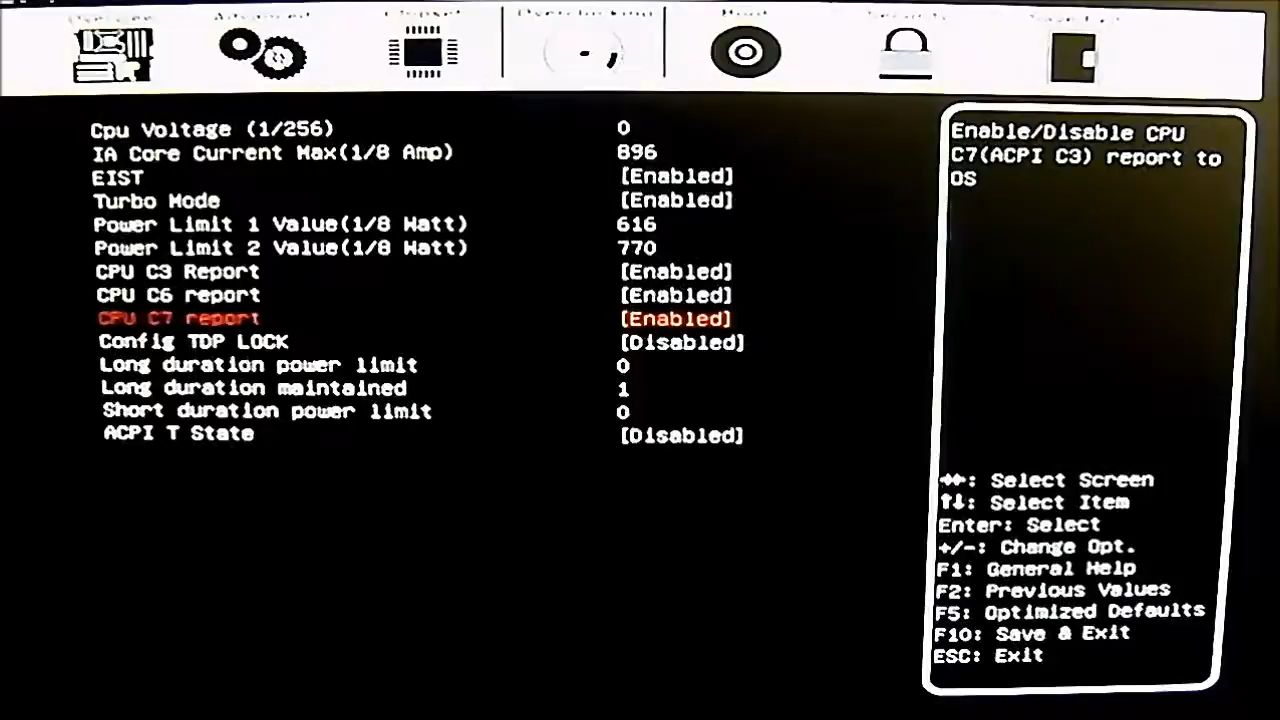 Advanced
Chipset
Overclocking
Boot
Security
Cpu Voltage (1/256) 0
IA Core Current Max(1/8 Amp) 896
EIST [Enabled]
Turbo Mode [Enabled]
Power Limit 1 Value(1/8 Watt) 616
Power Limit 2 Value(1/8 Watt) 770
CPU C3 Report [Enabled]
CPU C6 report [Enabled]
CPU C7 report [Enabled]
Config TDP LOCK [Disabled]
Long duration power limit 0
Long duration maintained 1
Short duration power limit 0
ACPI T State [Disabled]
Enable/Disable CPU
C7(ACPI C3) report to
OS
: Select Screen
↑↓: Select Item
Enter: Select
+/-: Change Opt.
F1: General Help
F2: Previous Values
F5: Optimized Defaults
F10: Save & Exit
ESC: Exit